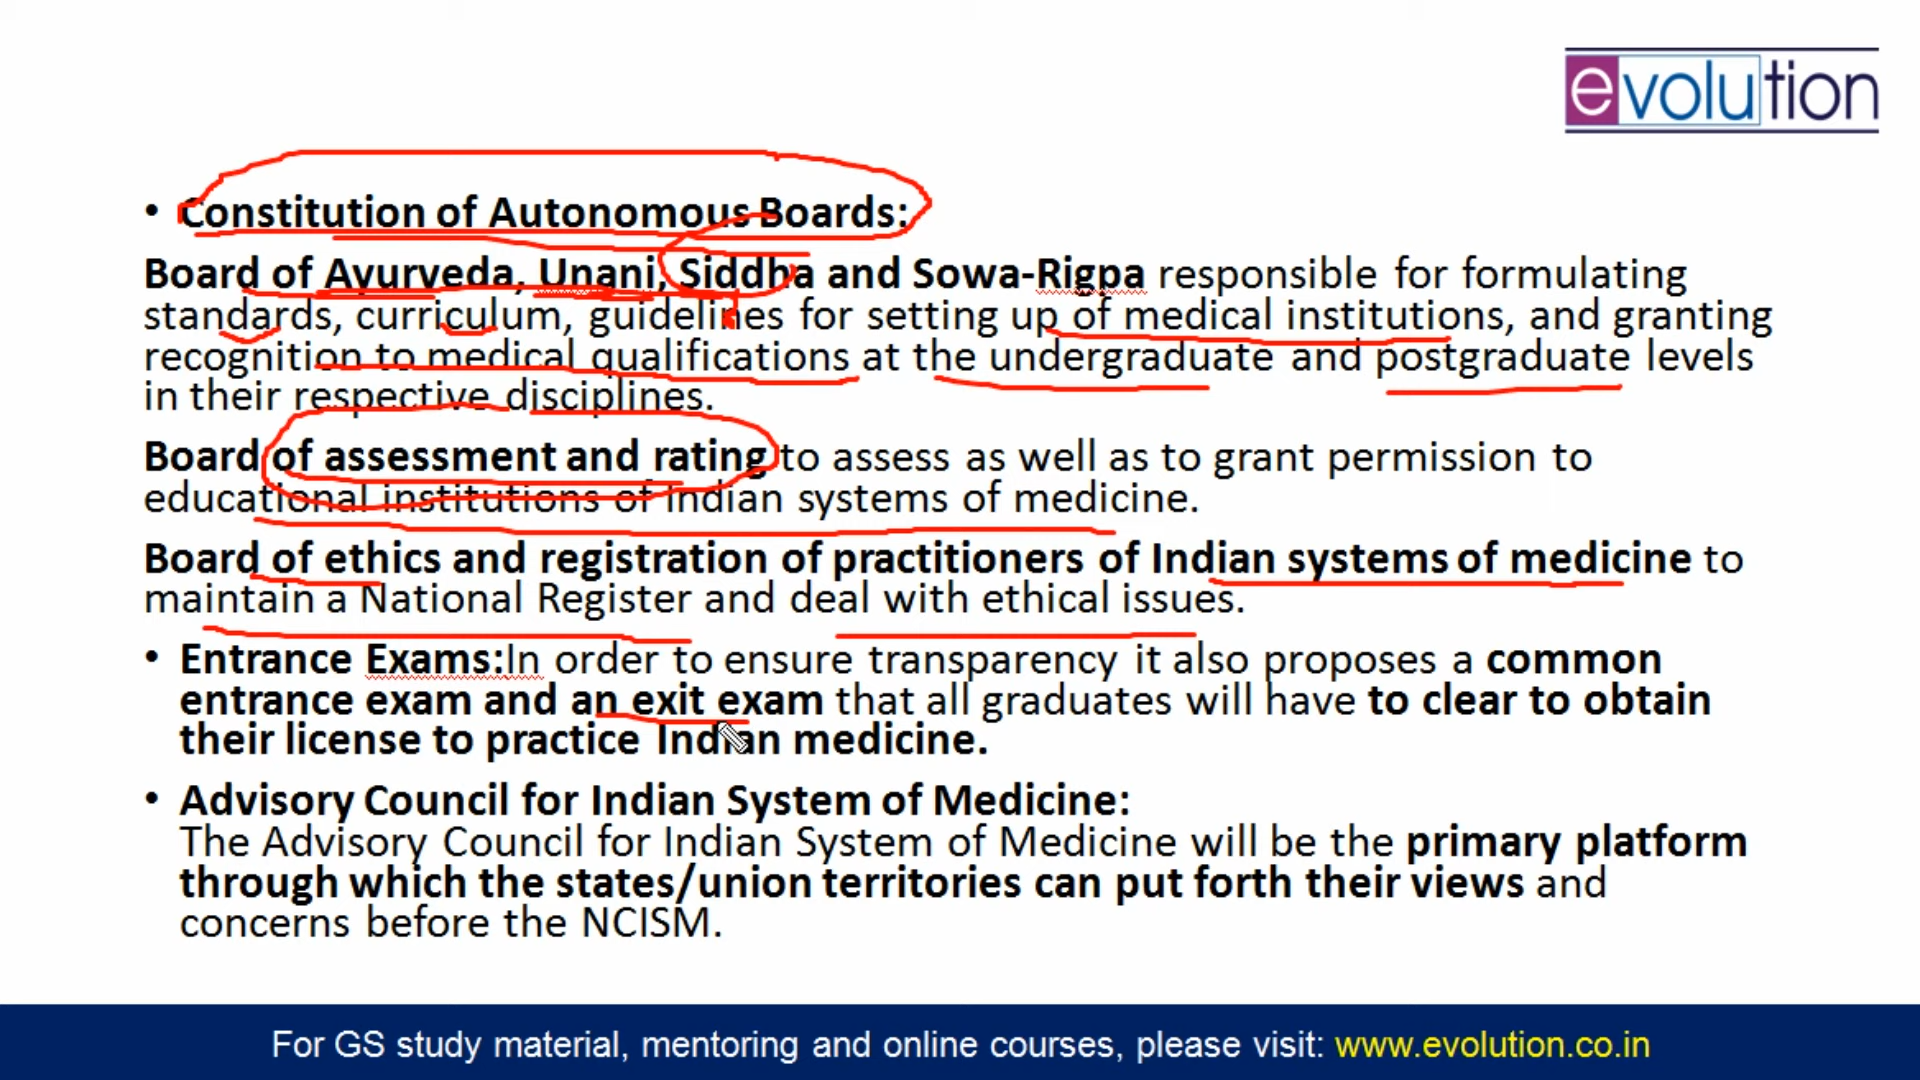 evolution
• Constitution of Autonomous Boards:
Board of Ayurveda, Unani, Siddha and Sowa-Rigpa responsible for formulating
standards, curriculum, guidelines for setting up of medical institutions, and granting
recognition to medical qualifications at the undergraduate and postgraduate levels
in their respective disciplines.
Board of assessment and rating to assess as well as to grant permission to
educational institutions of Indian systems of medicine.
Board of ethics and registration of practitioners of Indian systems of medicine to
maintain a National Register and deal with ethical issues.
• Entrance Exams:In order to ensure transparency it also proposes a common
entrance exam and an exit exam that all graduates will have to clear to obtain
their license to practice Indian medicine.
• Advisory Council for Indian System of Medicine:
The Advisory Council for Indian System of Medicine will be the primary platform
through which the states/union territories can put forth their views and
concerns before the NCISM.
For GS study material, mentoring and online courses, please visit: www.evolution.co.in